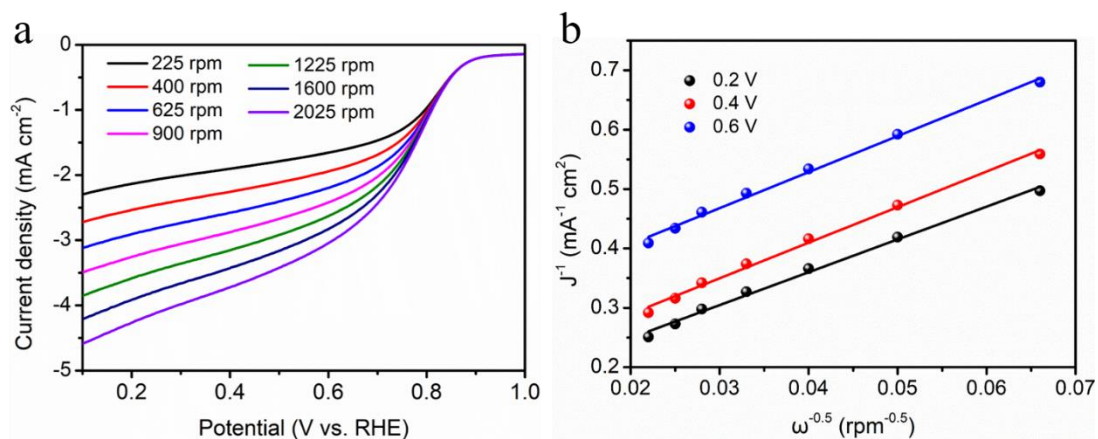 a
0
-1
-2
-3
-4
-5
0.2
0.4
0.6
0.8
1.0
Current density (mA cm⁻²)
Potential (V vs. RHE)
225 rpm
400 rpm
625 rpm
900 rpm
1225 rpm
1600 rpm
2025 rpm
b
0.7
0.6
0.5
0.4
0.3
0.2
0.02
0.03
0.04
0.05
0.06
0.07
J⁻¹ (mA⁻¹ cm²)
ω⁻⁰·⁵ (rpm⁻⁰·⁵)
0.2 V
0.4 V
0.6 V